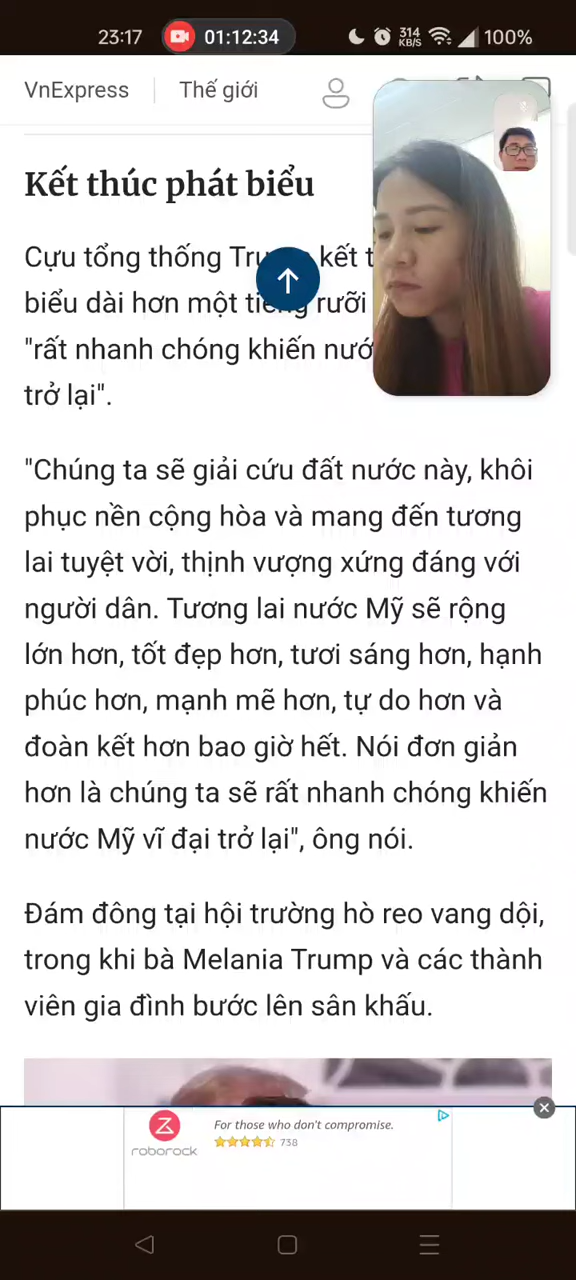 23:17
01:12:34
314
KB/S
100%
VnExpress
Thế giới
Kết thúc phát biểu
Cựu tổng thống kết
biểu dài hơn một tiếng rưỡi
"rất nhanh chóng khiến
trở lại".
"Chúng ta sẽ giải cứu đất nước này, khôi
phục nền cộng hòa và mang đến tương
lai tuyệt vời, thịnh vượng xứng đáng với
người dân. Tương lai nước Mỹ sẽ rộng
lớn hơn, tốt đẹp hơn, tươi sáng hơn, hạnh
phúc hơn, mạnh mẽ hơn, tự do hơn và
đoàn kết hơn bao giờ hết. Nói đơn giản
hơn là chúng ta sẽ rất nhanh chóng khiến
nước Mỹ vĩ đại trở lại", ông nói.
Đám đông tại hội trường hò reo vang dội,
trong khi bà Melania Trump và các thành
viên gia đình bước lên sân khấu.
For those who don't compromise.
738
roborock